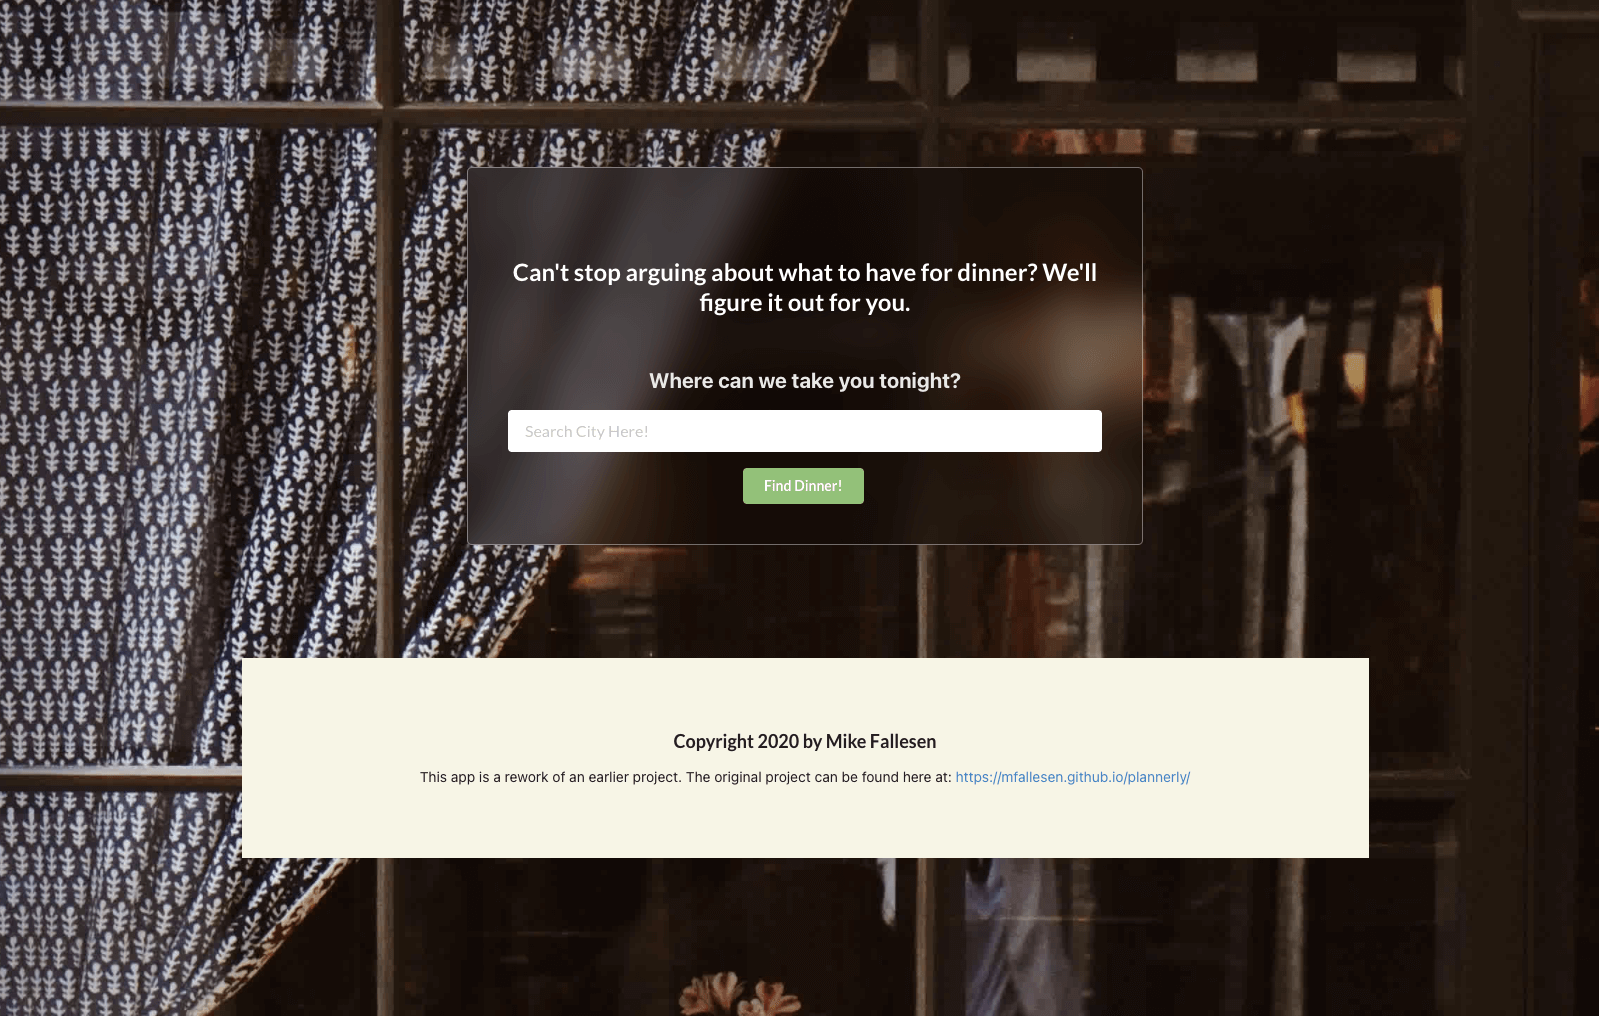 Can't stop arguing about what to have for dinner? We'll
figure it out for you.
Where can we take you tonight?
Search City Here!
Find Dinner!
Copyright 2020 by Mike Fallesen
This app is a rework of an earlier project. The original project can be found here at: https://mfallesen.github.io/plannerly/